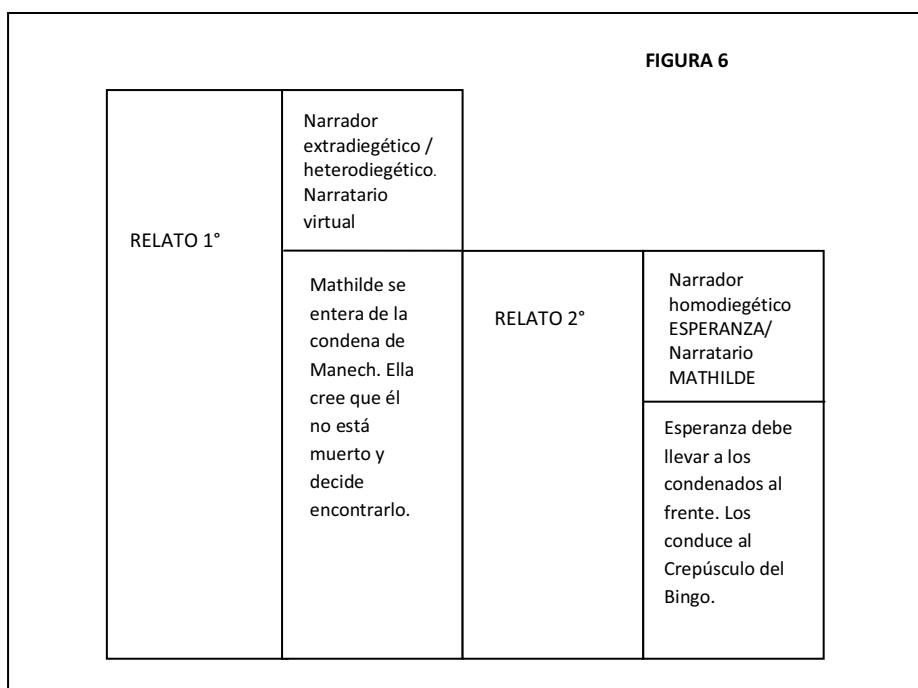 FIGURA 6
RELATO 1°
Narrador
extradiegético /
heterodiegético.
Narratario
virtual
Mathilde se
entera de la
condena de
Manech. Ella
cree que él
no está
muerto y
decide
encontrarlo.
RELATO 2°
Narrador
homodiegético
ESPERANZA/
Narratario
MATHILDE
Esperanza debe
llevar a los
condenados al
frente. Los
conduce al
Crepúsculo del
Bingo.